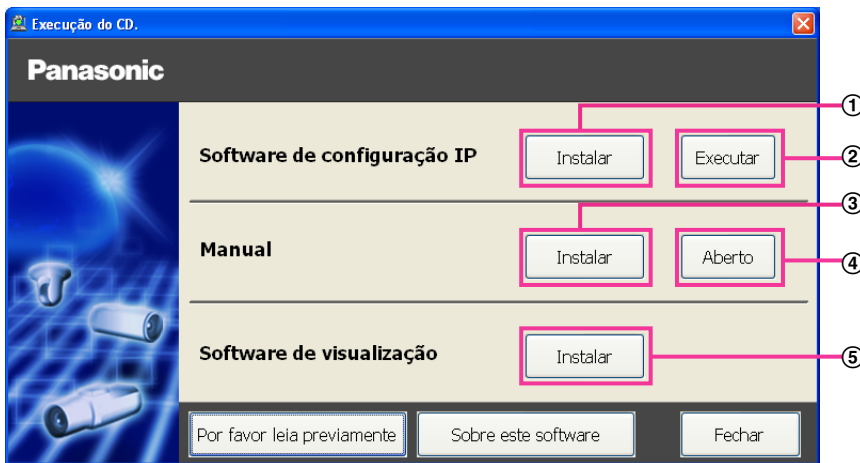 Execução do CD.
Panasonic
①
Software de configuração IP Instalar Executar ②
③
Manual Instalar Aberto ④
Software de visualização Instalar ⑤
Por favor leia previamente Sobre este software Fechar